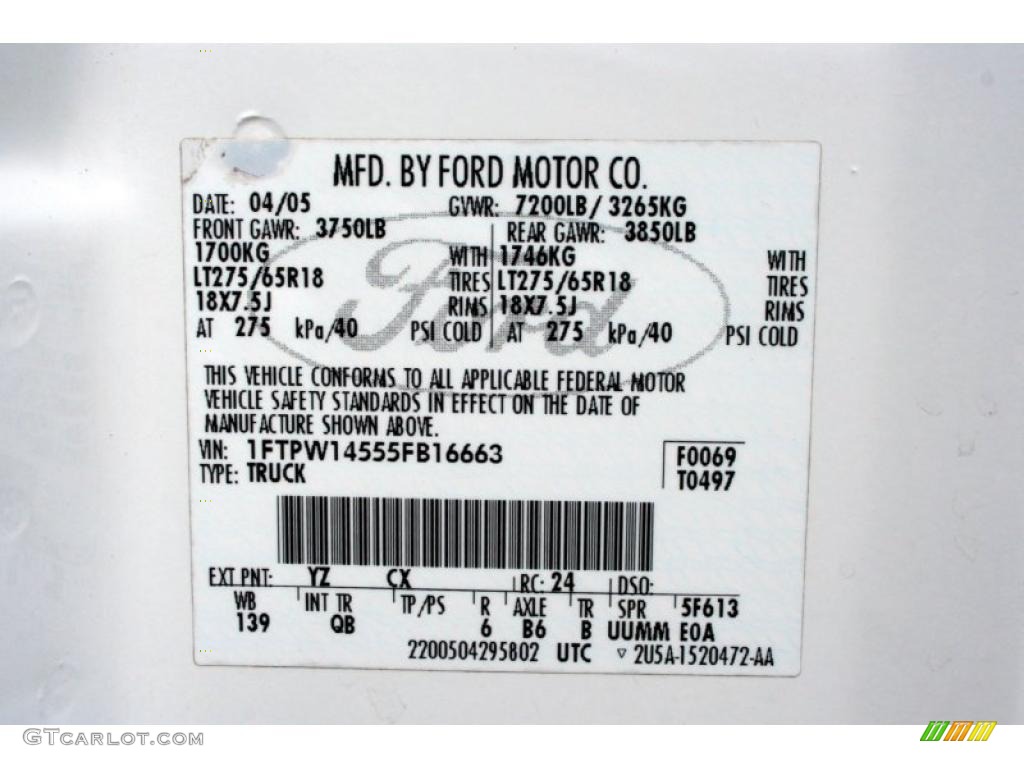 MFD. BY FORD MOTOR CO.
DATE: 04/05 GVWR: 7200LB/ 3265KG
FRONT GAWR: 3750LB REAR GAWR: 3850LB
1700KG WITH 1746KG WITH
LT275/65R18 TIRES LT275/65R18 TIRES
18X7.5J RIMS 18X7.5J RIMS
AT 275 kPa/40 PSI COLD AT 275 kPa/40 PSI COLD
Ford
THIS VEHICLE CONFORMS TO ALL APPLICABLE FEDERAL MOTOR
VEHICLE SAFETY STANDARDS IN EFFECT ON THE DATE OF
MANUFACTURE SHOWN ABOVE.
VIN: 1FTPW14555FB16663 F0069
TYPE: TRUCK T0497
EXT PNT: YZ CX RC: 24 DSO:
WB INT TR TP/PS R AXLE TR SPR 5F613
139 QB 6 B6 B UUMM E0A
2200504295802 UTC ▽ 2U5A-1520472-AA
GTCARLOT.COM